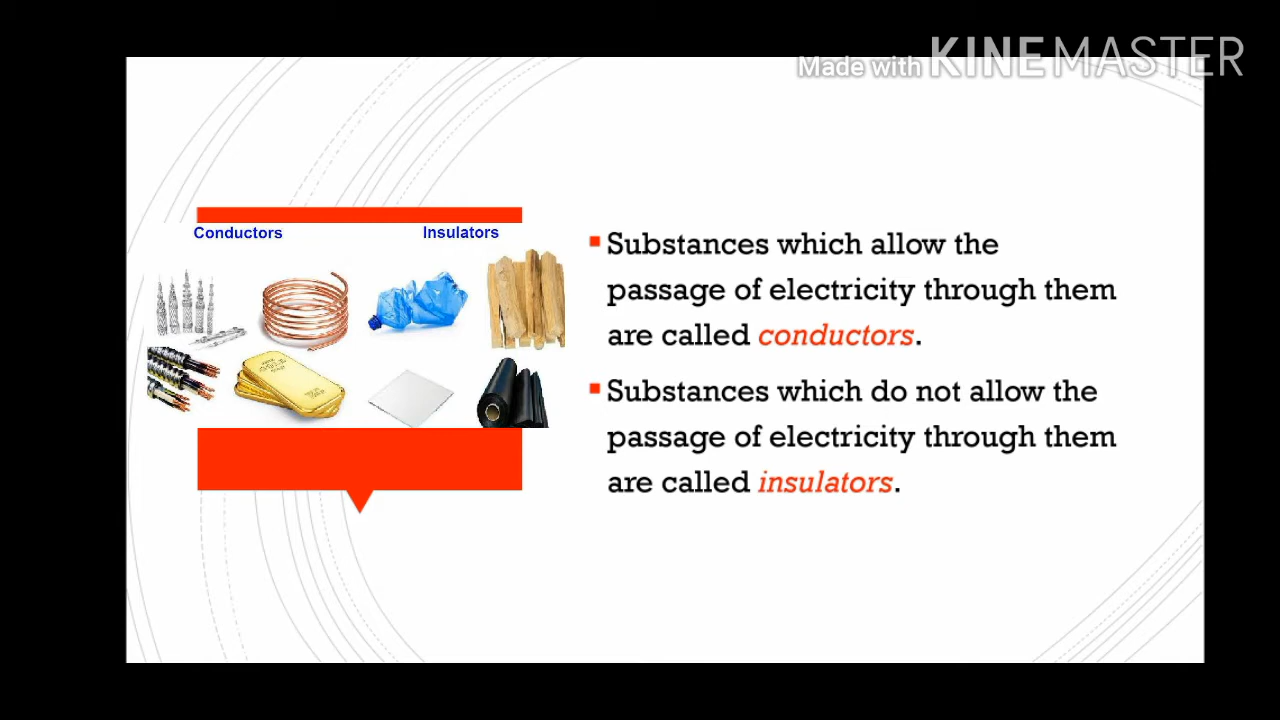 Made with KINEMASTER
Conductors
Insulators
Substances which allow the
passage of electricity through them
are called conductors.
Substances which do not allow the
passage of electricity through them
are called insulators.